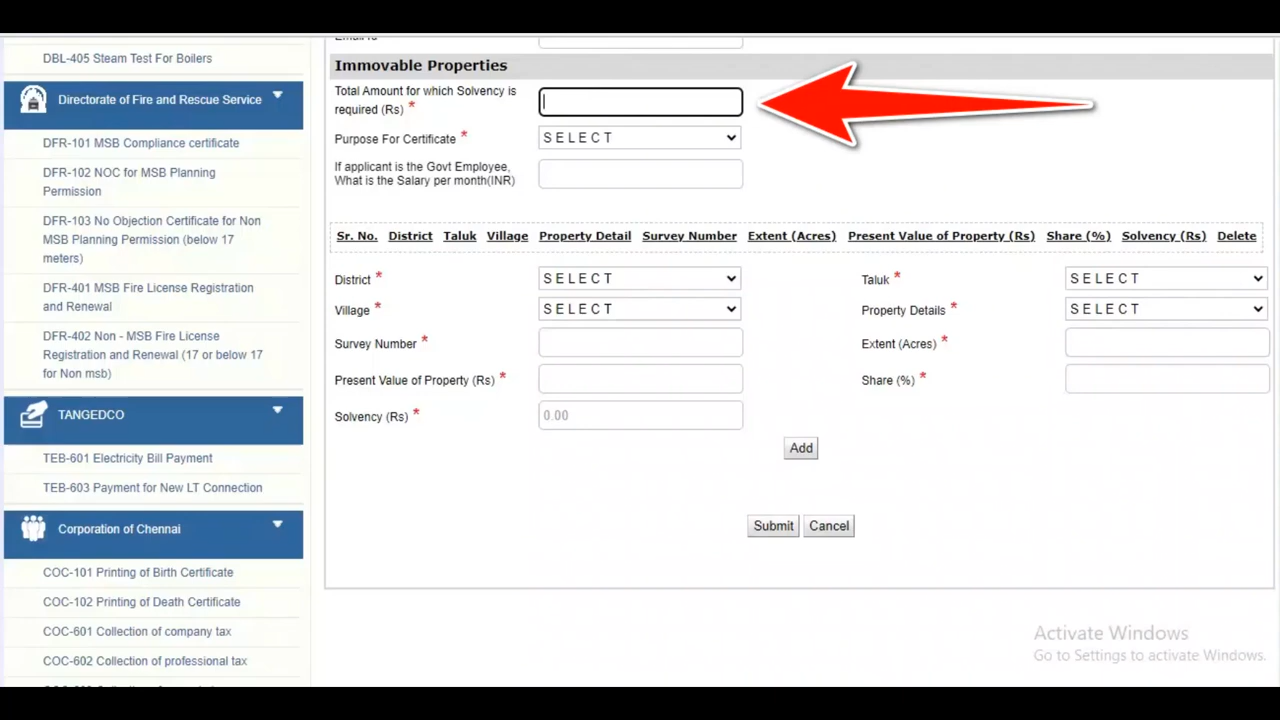 DBL-405 Steam Test For Boilers
Directorate of Fire and Rescue Service
DFR-101 MSB Compliance certificate
DFR-102 NOC for MSB Planning
Permission
DFR-103 No Objection Certificate for Non
MSB Planning Permission (below 17
meters)
DFR-401 MSB Fire License Registration
and Renewal
DFR-402 Non - MSB Fire License
Registration and Renewal (17 or below 17
for Non msb)
TANGEDCO
TEB-601 Electricity Bill Payment
TEB-603 Payment for New LT Connection
Corporation of Chennai
COC-101 Printing of Birth Certificate
COC-102 Printing of Death Certificate
COC-601 Collection of company tax
COC-602 Collection of professional tax
Immovable Properties
Total Amount for which Solvency is
required (Rs) *
Purpose For Certificate * SELECT
If applicant is the Govt Employee,
What is the Salary per month(INR)
Sr. No. District Taluk Village Property Detail Survey Number Extent (Acres) Present Value of Property (Rs) Share (%) Solvency (Rs) Delete
District * SELECT Taluk * SELECT
Village * SELECT Property Details * SELECT
Survey Number * Extent (Acres) *
Present Value of Property (Rs) * Share (%) *
Solvency (Rs) * 0.00
Add
Submit Cancel
Activate Windows
Go to Settings to activate Windows.